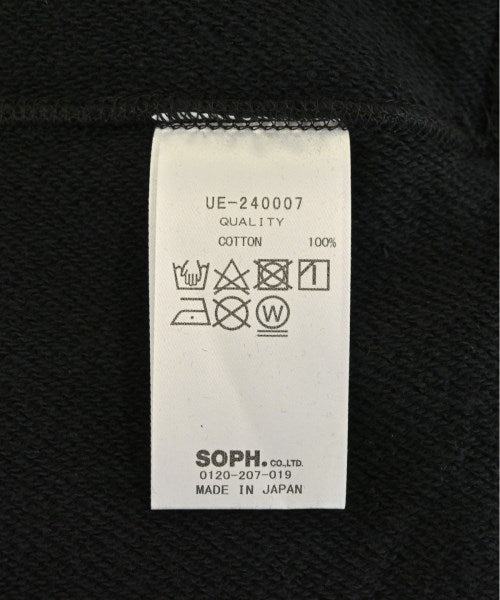 UE-240007
QUALITY
COTTON 100%
W
SOPH. CO.,LTD.
0120-207-019
MADE IN JAPAN